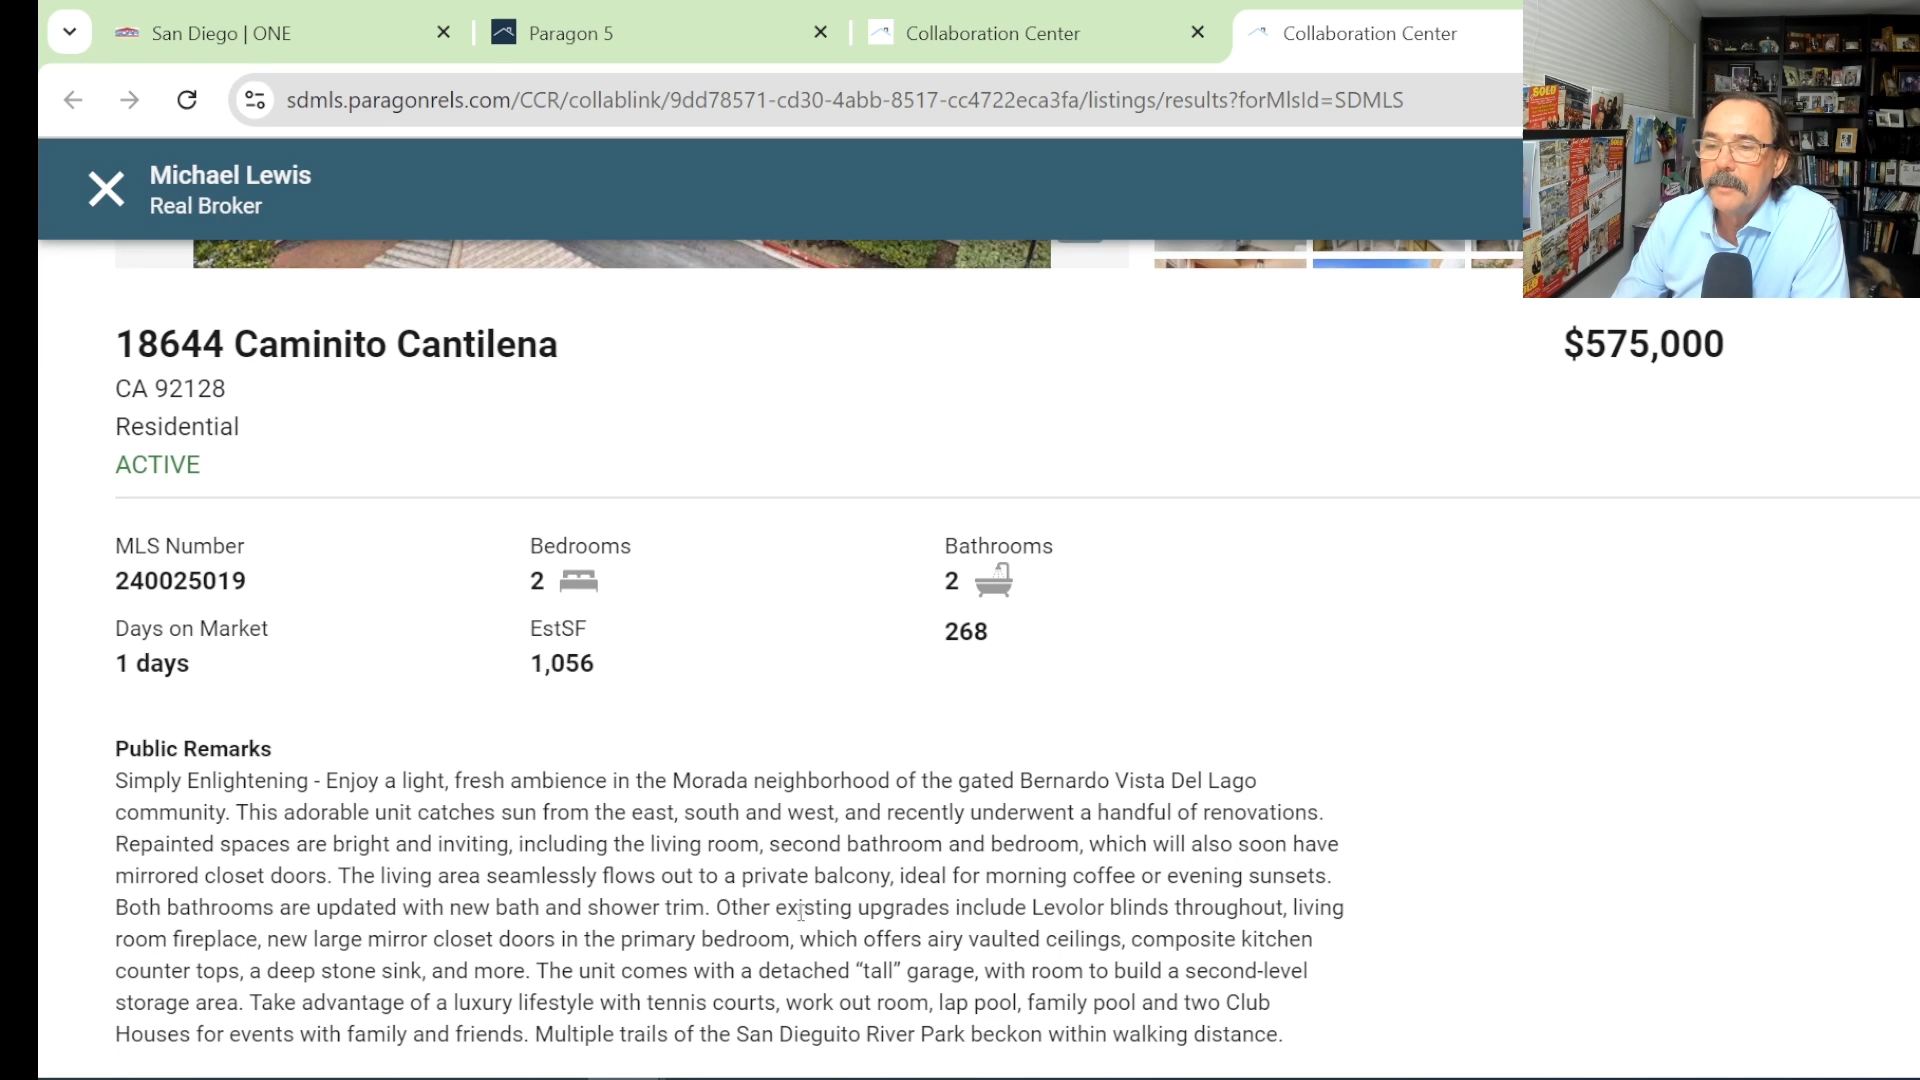 San Diego | ONE
Paragon 5
Collaboration Center
Collaboration Center
sdmls.paragonrels.com/CCR/collablink/9dd78571-cd30-4abb-8517-cc4722eca3fa/listings/results?forMlsId=SDMLS
Michael Lewis
Real Broker
SOLD
18644 Caminito Cantilena
$575,000
CA 92128
Residential
ACTIVE
MLS Number
Bedrooms
Bathrooms
240025019
2
2
Days on Market
EstSF
268
1 days
1,056
Public Remarks
Simply Enlightening - Enjoy a light, fresh ambience in the Morada neighborhood of the gated Bernardo Vista Del Lago
community. This adorable unit catches sun from the east, south and west, and recently underwent a handful of renovations.
Repainted spaces are bright and inviting, including the living room, second bathroom and bedroom, which will also soon have
mirrored closet doors. The living area seamlessly flows out to a private balcony, ideal for morning coffee or evening sunsets.
Both bathrooms are updated with new bath and shower trim. Other existing upgrades include Levolor blinds throughout, living
room fireplace, new large mirror closet doors in the primary bedroom, which offers airy vaulted ceilings, composite kitchen
counter tops, a deep stone sink, and more. The unit comes with a detached “tall” garage, with room to build a second-level
storage area. Take advantage of a luxury lifestyle with tennis courts, work out room, lap pool, family pool and two Club
Houses for events with family and friends. Multiple trails of the San Dieguito River Park beckon within walking distance.